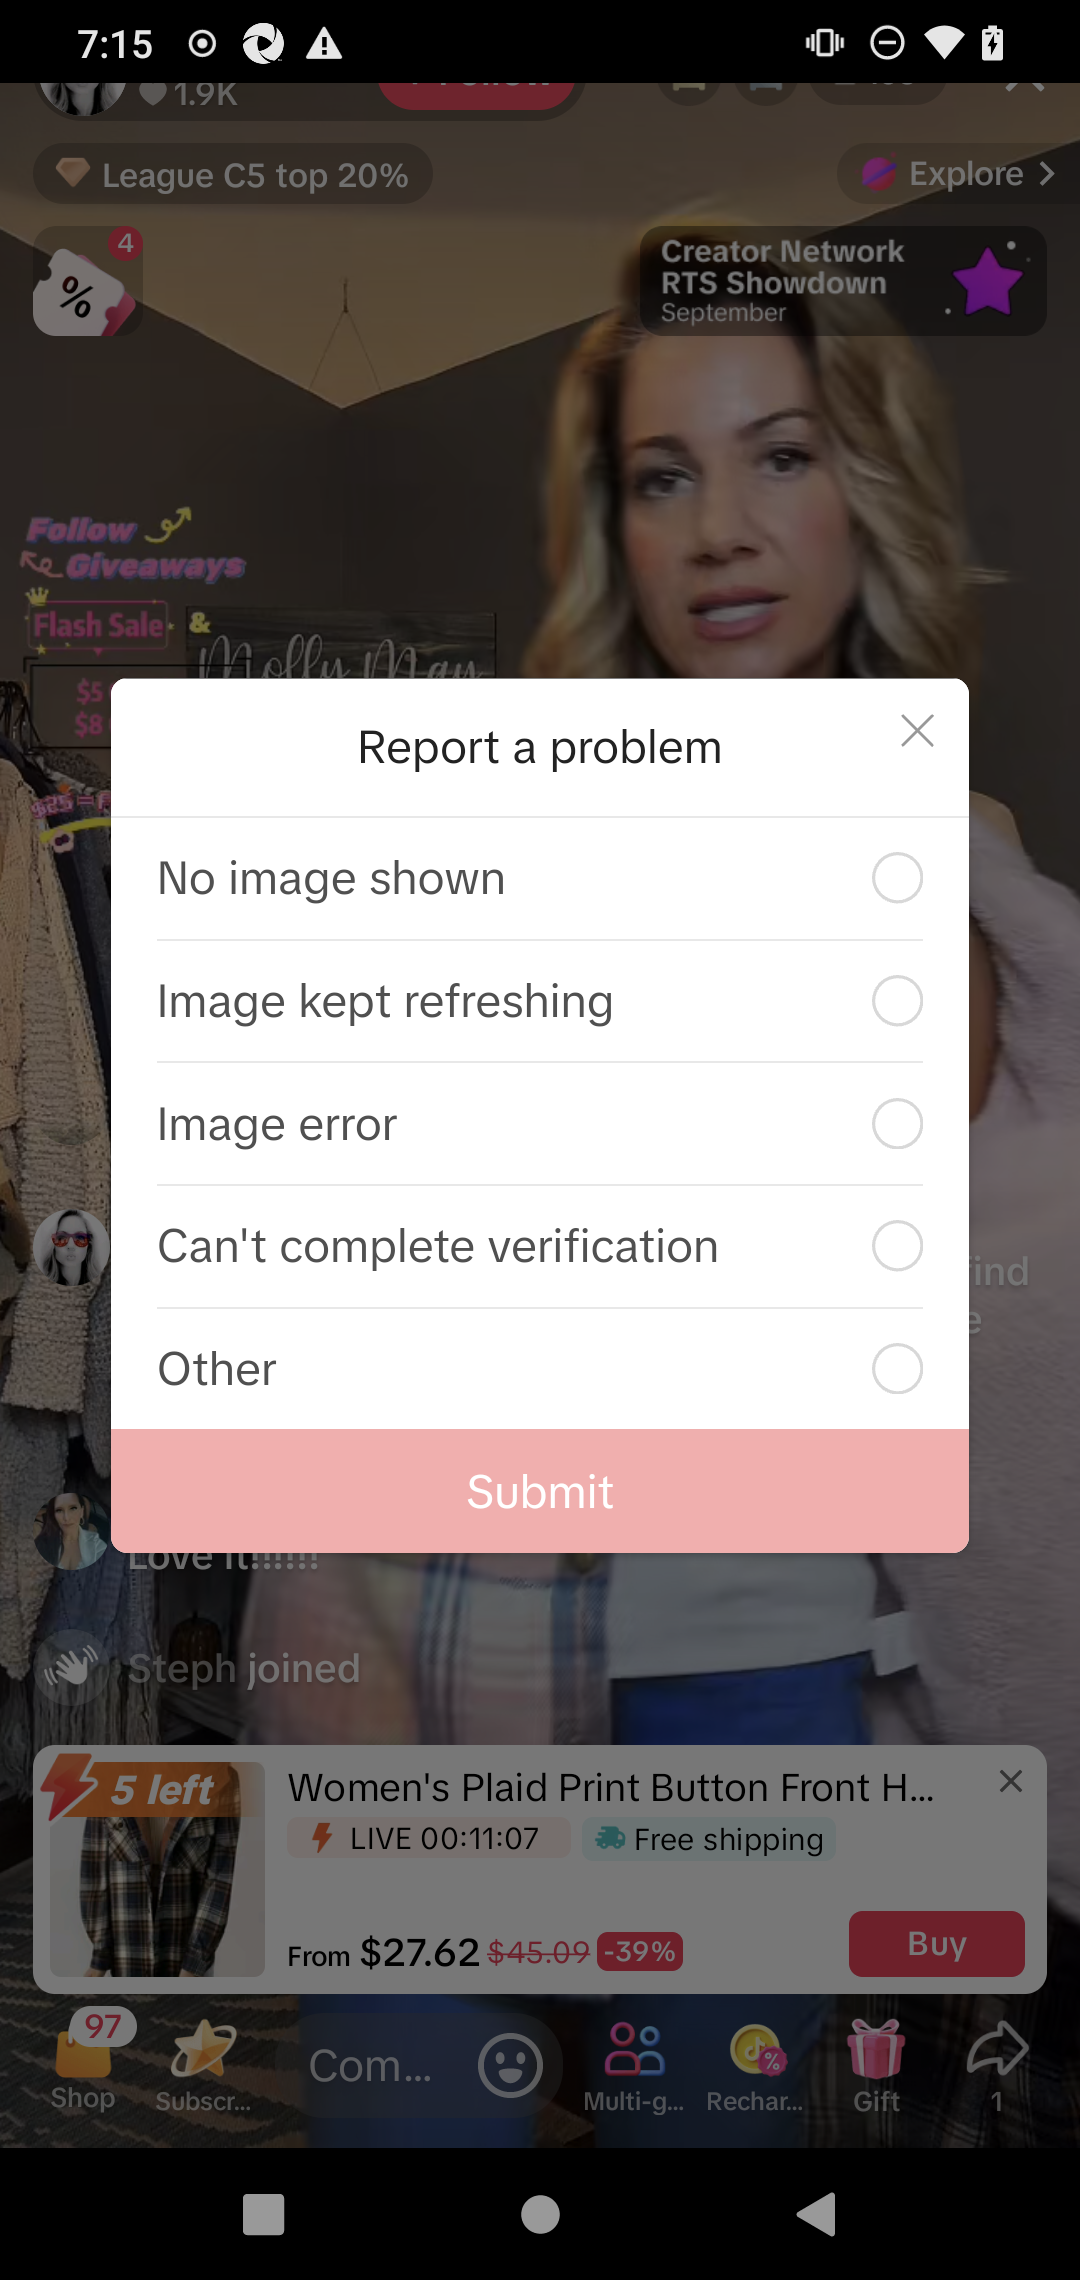 7:15
1.9K
League C5 top 20%
Explore
4
%
Creator Network
RTS Showdown
September
Follow
Giveaways
Flash Sale &
Molly May
$5
$8
$25 =
Report a problem
No image shown
Image kept refreshing
Image error
Can't complete verification
find
e
Other
Submit
Love it!!!!!!
Steph joined
5 left
Women's Plaid Print Button Front H...
LIVE 00:11:07
Free shipping
From $27.62 $45.09 -39%
Buy
97
Com...
Shop
Subscr...
Multi-g...
Rechar...
Gift
1